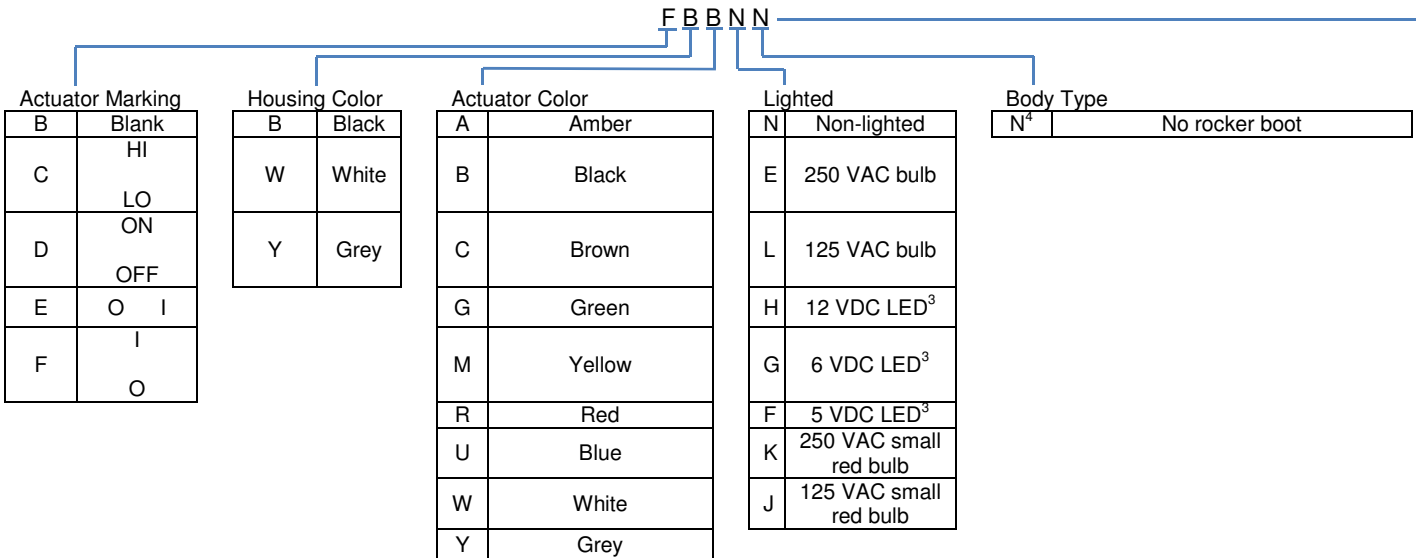 F B B N N
Actuator Marking
B Blank
C HI
LO
D ON
OFF
E O I
F I
O
Housing Color
B Black
W White
Y Grey
Actuator Color
A Amber
B Black
C Brown
G Green
M Yellow
R Red
U Blue
W White
Y Grey
Lighted
N Non-lighted
E 250 VAC bulb
L 125 VAC bulb
H 12 VDC LED³
G 6 VDC LED³
F 5 VDC LED³
K 250 VAC small
red bulb
J 125 VAC small
red bulb
Body Type
N⁴ No rocker boot